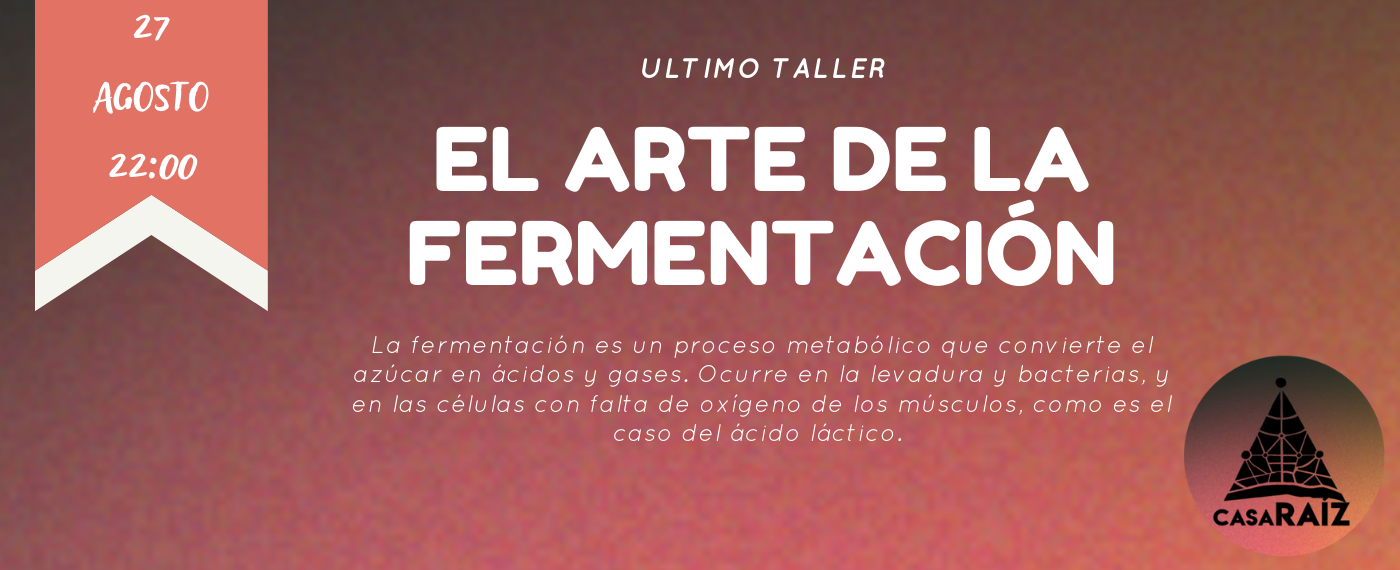 27
AGOSTO
22:00
ULTIMO TALLER
EL ARTE DE LA
FERMENTACIÓN
La fermentación es un proceso metabólico que convierte el
azúcar en ácidos y gases. Ocurre en la levadura y bacterias, y
en las células con falta de oxígeno de los músculos, como es el
caso del ácido láctico.
CASARAÍZ